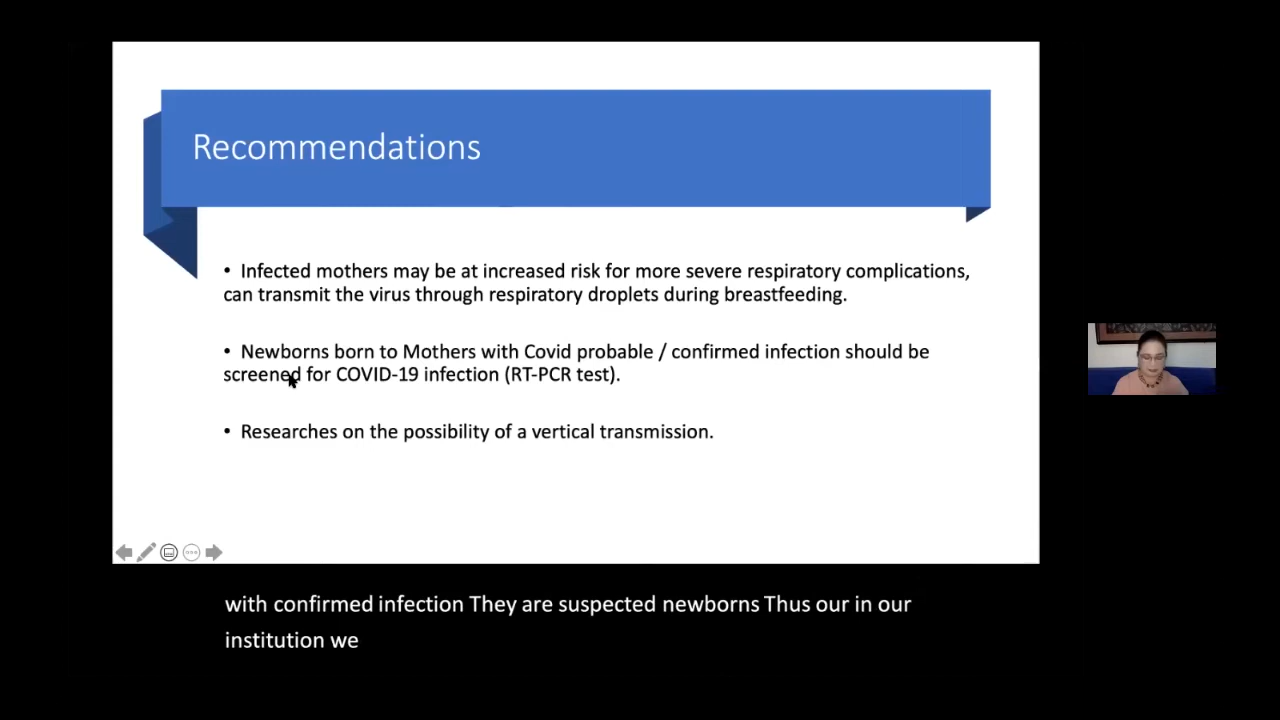 Recommendations
• Infected mothers may be at increased risk for more severe respiratory complications,
can transmit the virus through respiratory droplets during breastfeeding.
• Newborns born to Mothers with Covid probable / confirmed infection should be
screened for COVID-19 infection (RT-PCR test).
• Researches on the possibility of a vertical transmission.
with confirmed infection They are suspected newborns Thus our in our
institution we